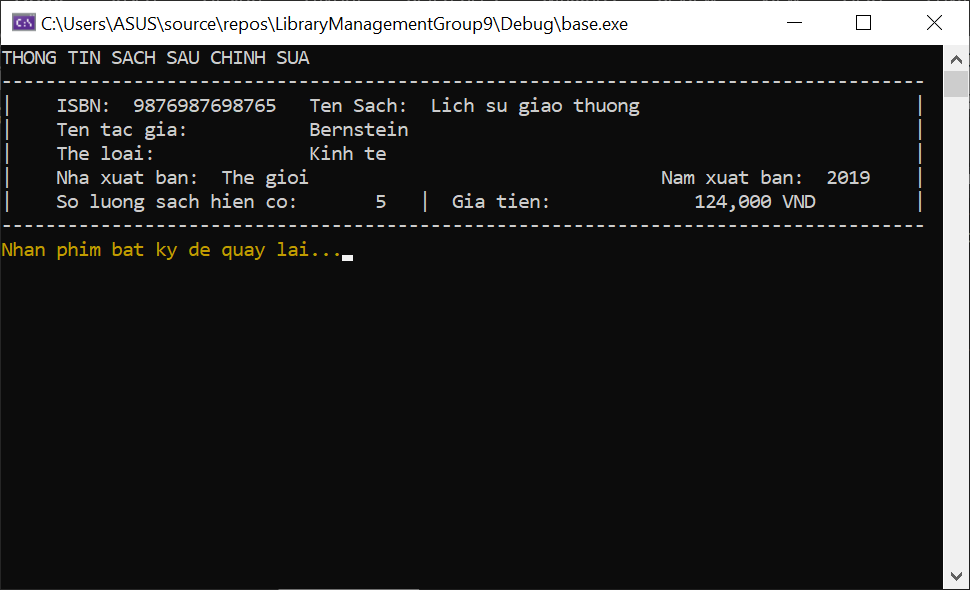 C:\Users\ASUS\source\repos\LibraryManagementGroup9\Debug\base.exe
THONG TIN SACH SAU CHINH SUA
------------------------------------------------------------------------------------
| ISBN: 9876987698765 Ten Sach: Lich su giao thuong |
| Ten tac gia: Bernstein |
| The loai: Kinh te |
| Nha xuat ban: The gioi Nam xuat ban: 2019 |
| So luong sach hien co: 5 | Gia tien: 124,000 VND |
------------------------------------------------------------------------------------
Nhan phim bat ky de quay lai...